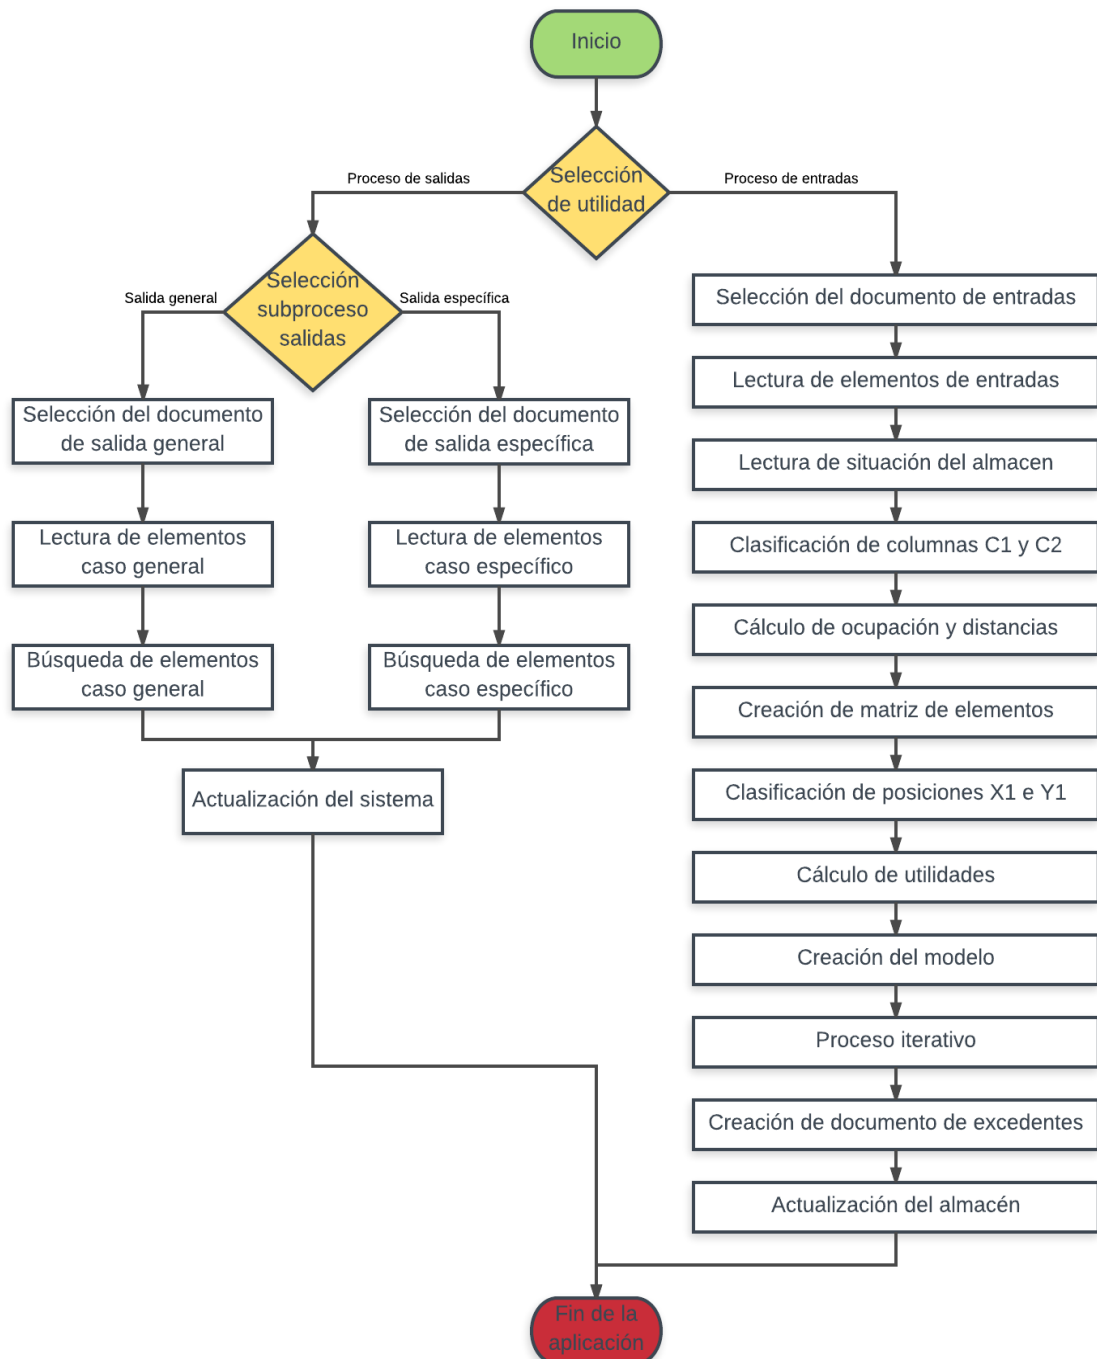 Inicio
Selección
de utilidad
Proceso de salidas
Proceso de entradas
Selección
subproceso
salidas
Salida general
Salida específica
Selección del documento
de salida general
Lectura de elementos
caso general
Búsqueda de elementos
caso general
Selección del documento
de salida específica
Lectura de elementos
caso específico
Búsqueda de elementos
caso específico
Actualización del sistema
Selección del documento de entradas
Lectura de elementos de entradas
Lectura de situación del almacen
Clasificación de columnas C1 y C2
Cálculo de ocupación y distancias
Creación de matriz de elementos
Clasificación de posiciones X1 e Y1
Cálculo de utilidades
Creación del modelo
Proceso iterativo
Creación de documento de excedentes
Actualización del almacén
Fin de la
aplicación